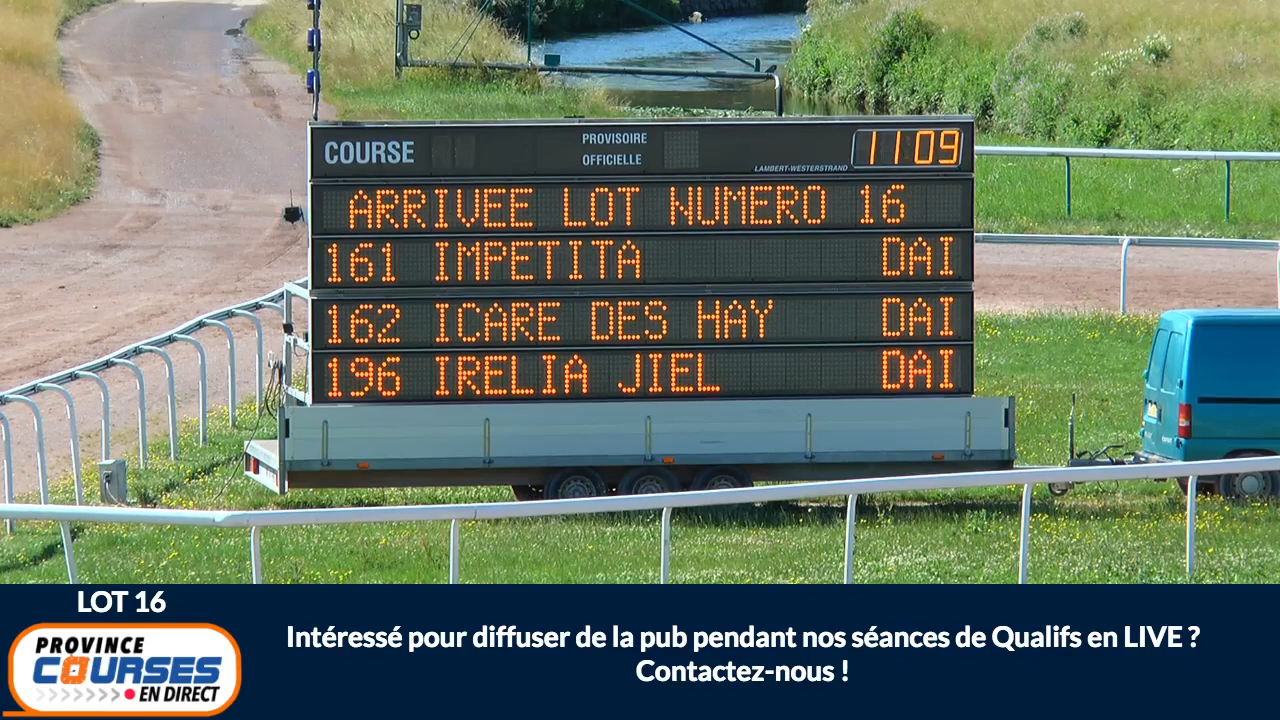 COURSE
PROVISOIRE
OFFICIELLE
LAMBERT-WESTERSTRAND
11 09
ARRIVEE LOT NUMERO 16
161 IMPETITA DAI
162 ICARE DES HAY DAI
196 IRELIA JIEL DAI
LOT 16
PROVINCE
COURSES
EN DIRECT
Intéressé pour diffuser de la pub pendant nos séances de Qualifs en LIVE ?
Contactez-nous !